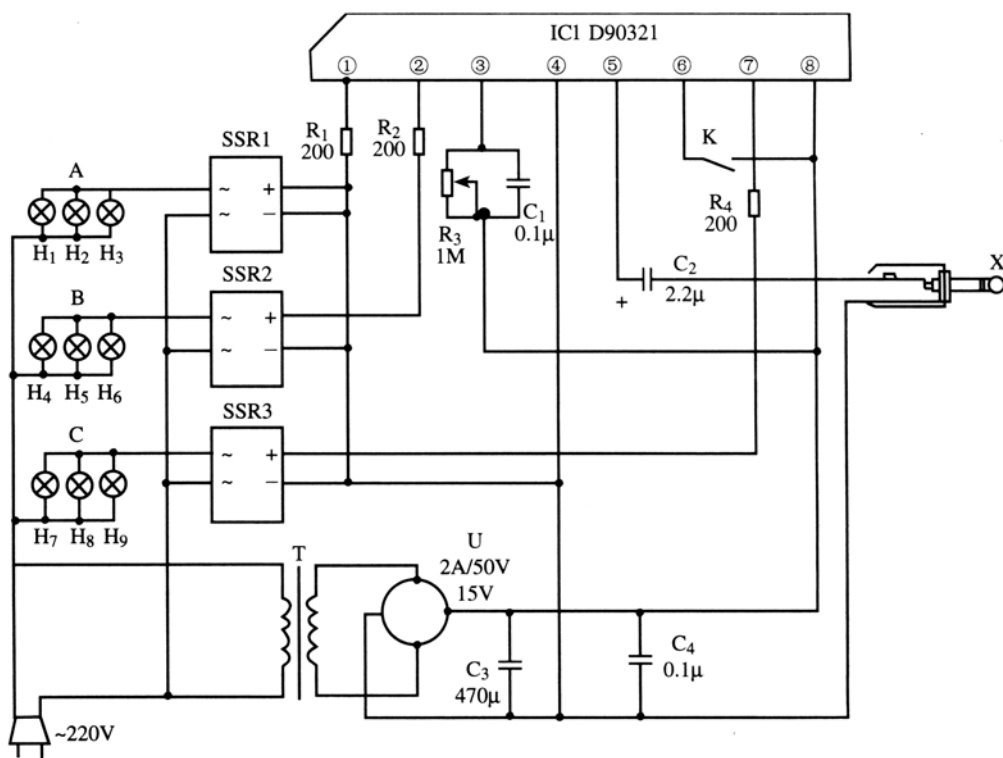 IC1 D90321
① ② ③ ④ ⑤ ⑥ ⑦ ⑧
R₁
200
R₂
200
SSR1
K
A
~ +
~ −
R₄
200
C₁
0.1μ
R₃
1M
H₁ H₂ H₃
C₂
2.2μ
+
X
SSR2
B
~ +
~ −
H₄ H₅ H₆
SSR3
C
~ +
~ −
H₇ H₈ H₉
T
U
2A/50V
15V
C₃
470μ
C₄
0.1μ
~220V